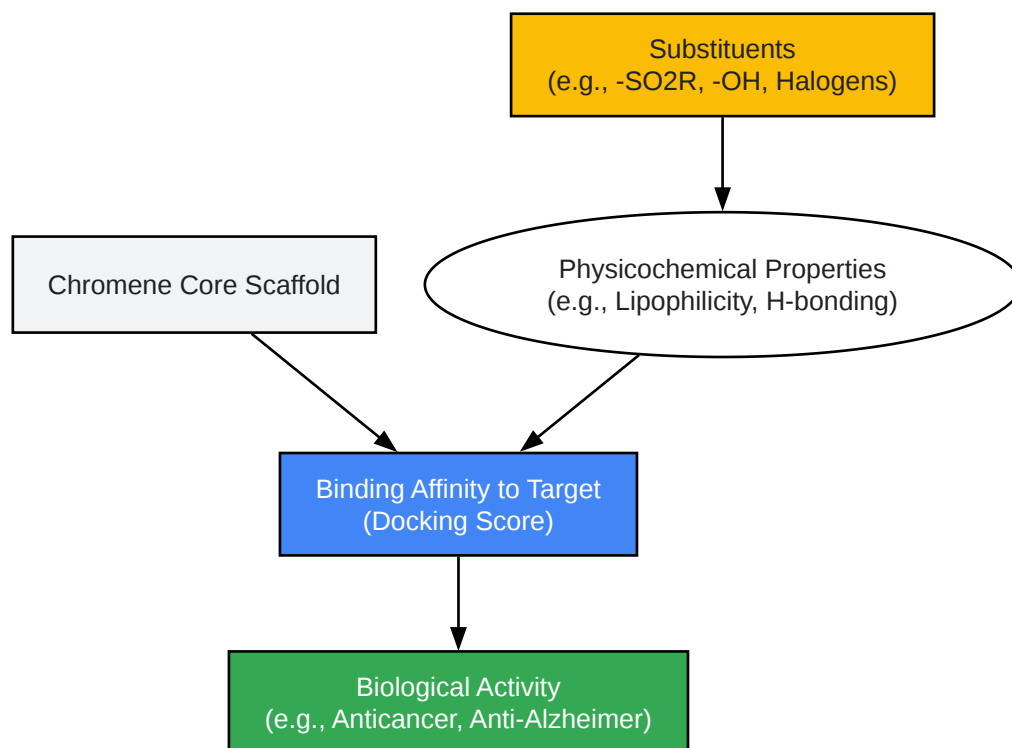 Substituents
(e.g., -SO2R, -OH, Halogens)
Chromene Core Scaffold
Physicochemical Properties
(e.g., Lipophilicity, H-bonding)
Binding Affinity to Target
(Docking Score)
Biological Activity
(e.g., Anticancer, Anti-Alzheimer)